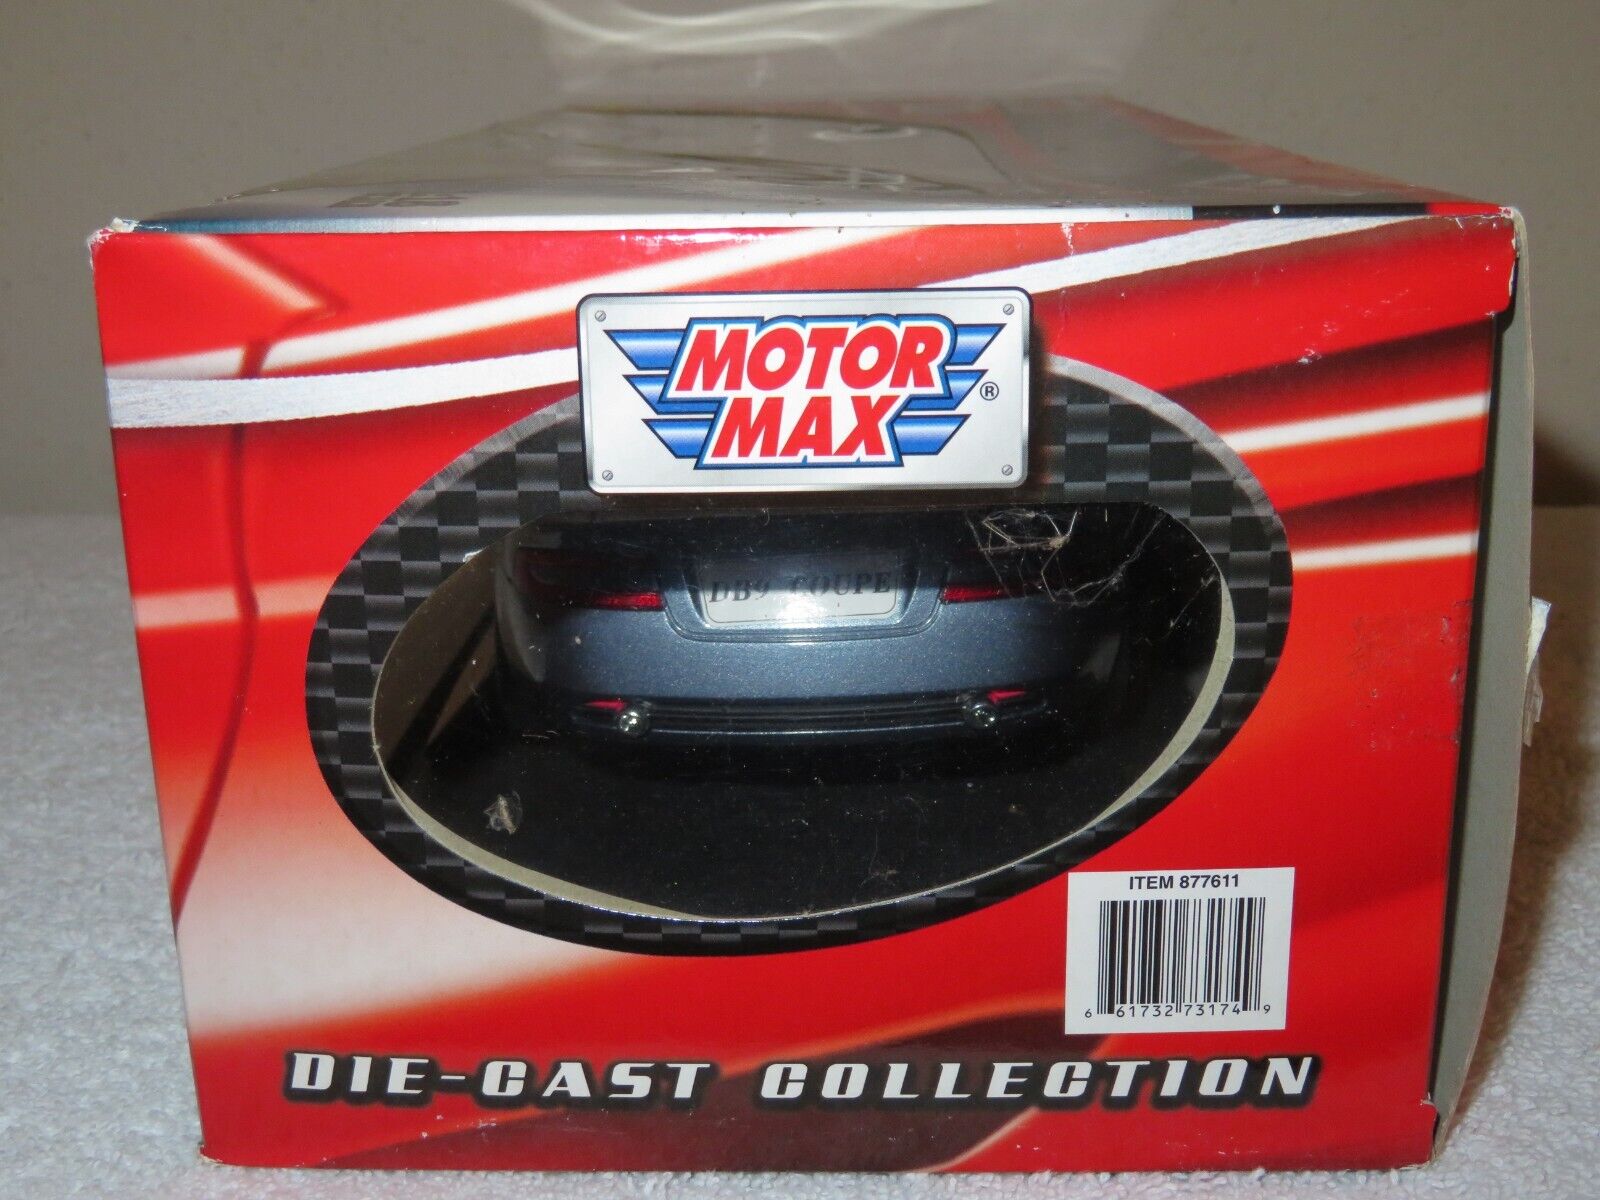 MOTOR
MAX
®
DB9 COUPE
ITEM 877611
6 61732 73174 9
DIE-CAST COLLECTION